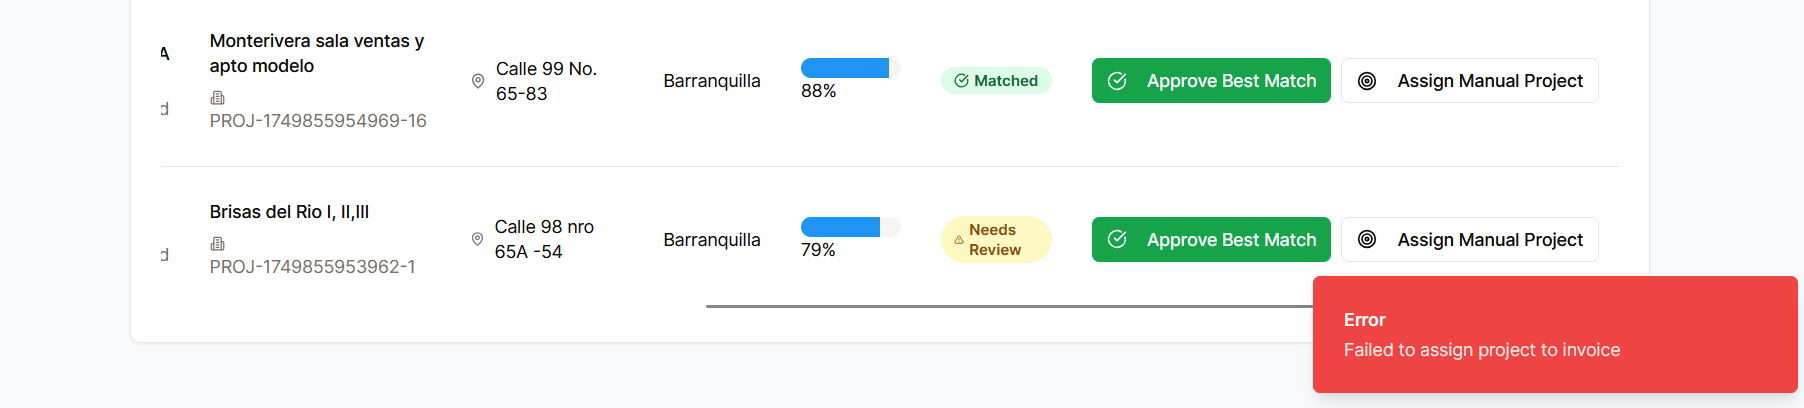 A
Monterivera sala ventas y
apto modelo
d
PROJ-1749855954969-16
Calle 99 No.
65-83
Barranquilla
88%
Matched
Approve Best Match
Assign Manual Project
Brisas del Rio I, II,III
d
PROJ-1749855953962-1
Calle 98 nro
65A -54
Barranquilla
79%
Needs
Review
Approve Best Match
Assign Manual Project
Error
Failed to assign project to invoice